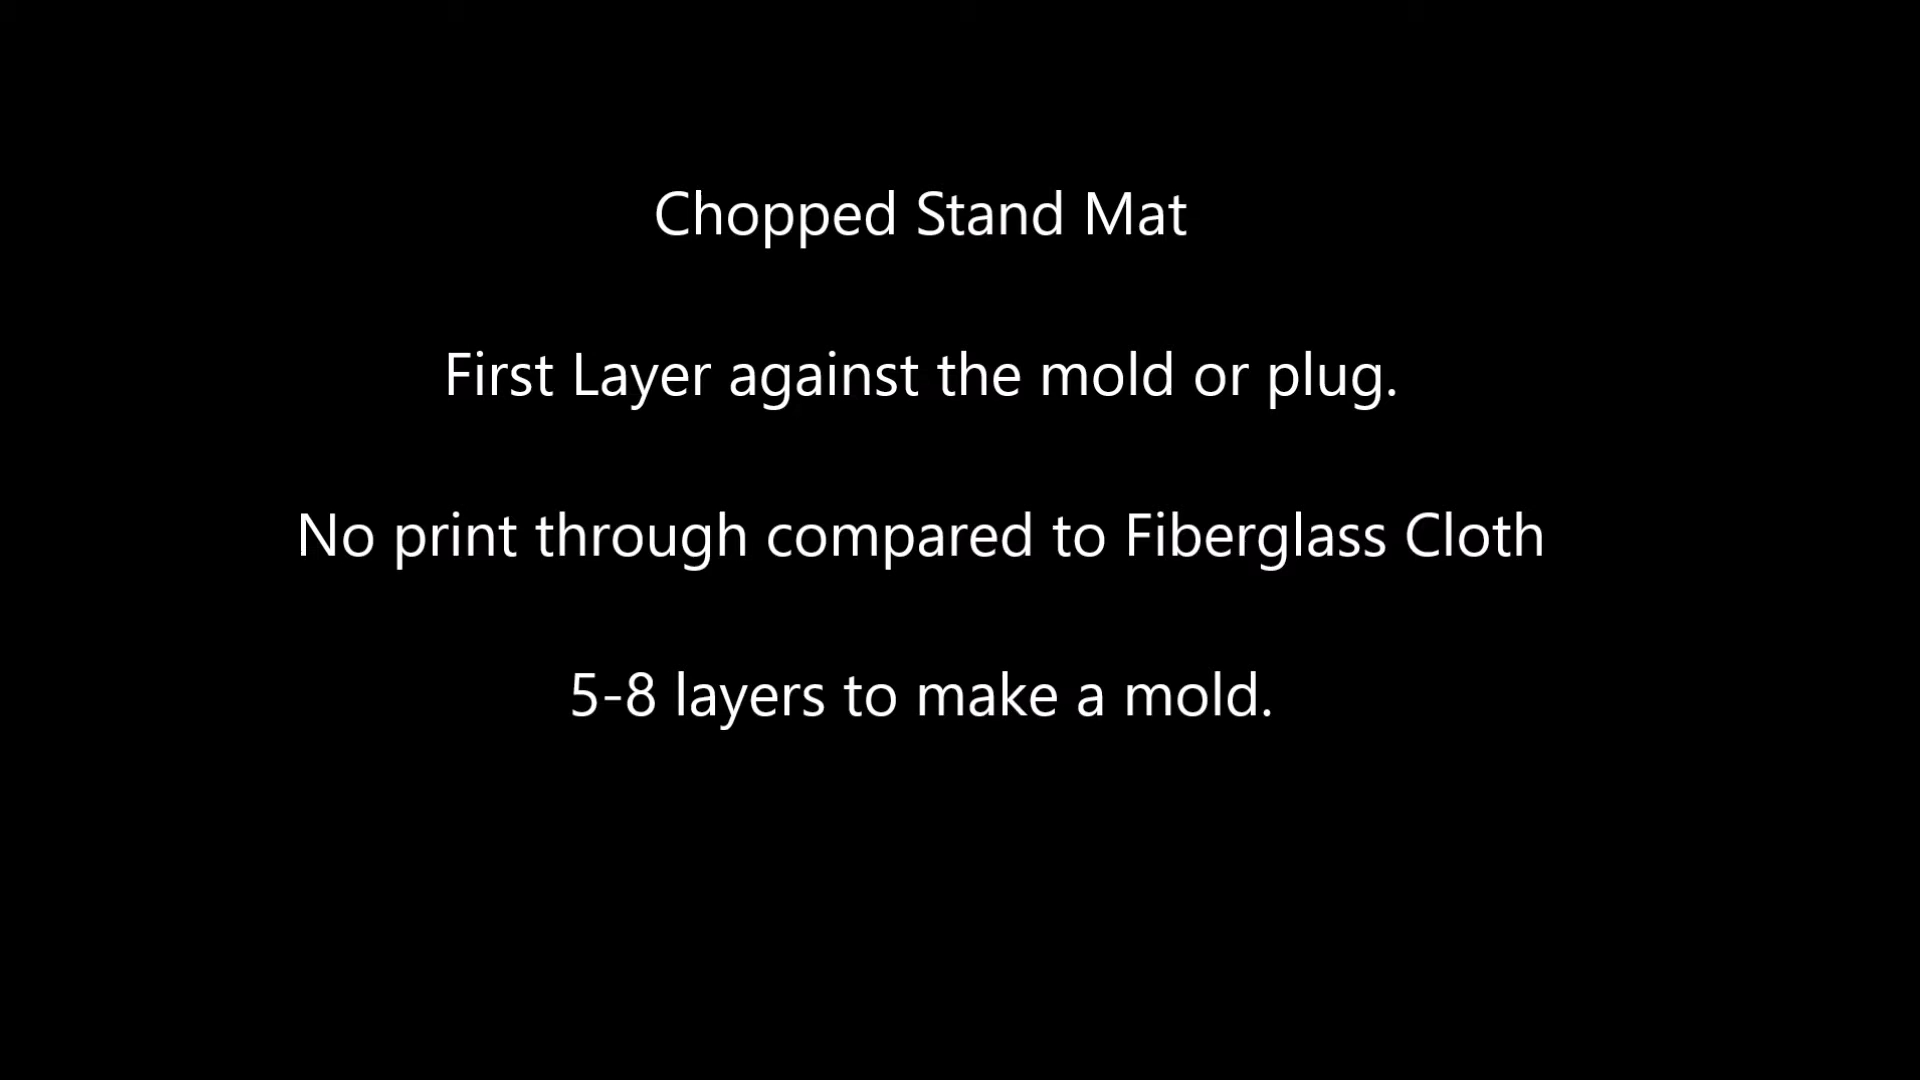 Chopped Stand Mat
First Layer against the mold or plug.
No print through compared to Fiberglass Cloth
5-8 layers to make a mold.